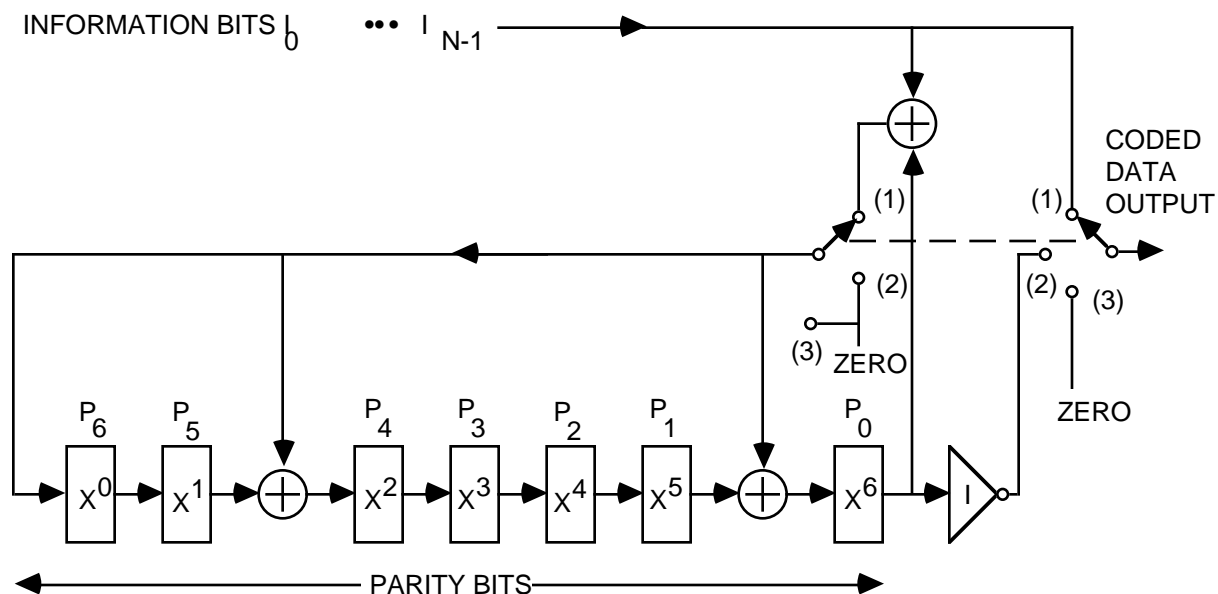 INFORMATION BITS I0 ••• I N-1
CODED
DATA
OUTPUT
(1)
(1)
(2)
(2)
(3)
(3)
ZERO
ZERO
P6 P5 P4 P3 P2 P1 P0
X0 X1 X2 X3 X4 X5 X6 I
PARITY BITS